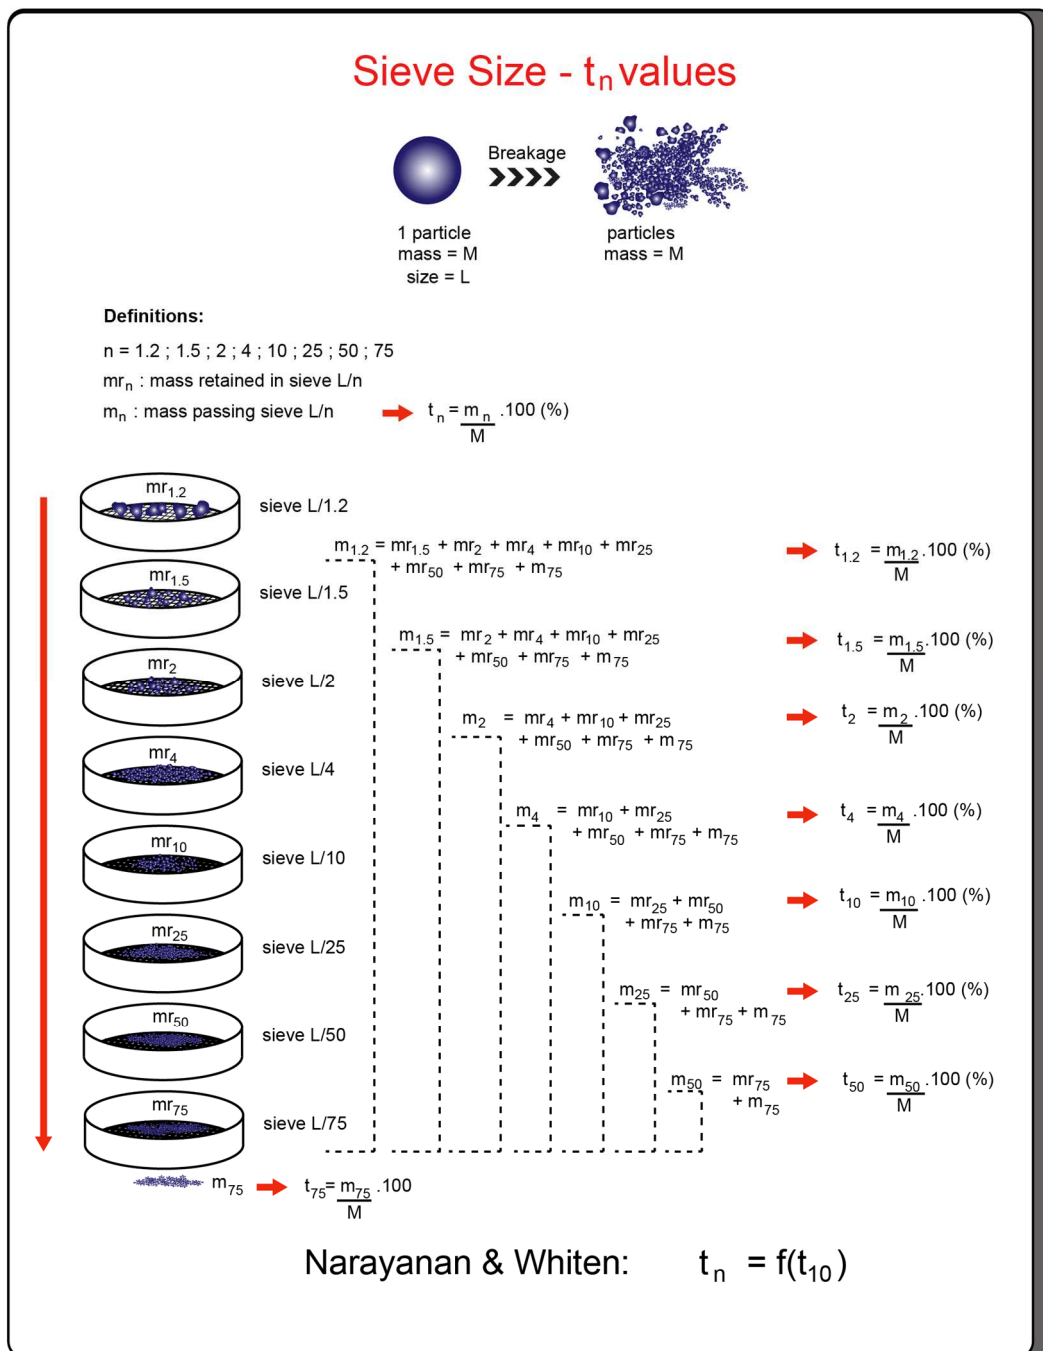 Sieve Size - tn values
Breakage
1 particle
mass = M
size = L
particles
mass = M
Definitions:
n = 1.2 ; 1.5 ; 2 ; 4 ; 10 ; 25 ; 50 ; 75
mrn : mass retained in sieve L/n
mn : mass passing sieve L/n
tn = mn .100 (%)
M
mr1.2
sieve L/1.2
m1.2 = mr1.5 + mr2 + mr4 + mr10 + mr25
+ mr50 + mr75 + m75
t1.2 = m1.2 .100 (%)
M
mr1.5
sieve L/1.5
m1.5 = mr2 + mr4 + mr10 + mr25
+ mr50 + mr75 + m75
t1.5 = m1.5 .100 (%)
M
mr2
sieve L/2
m2 = mr4 + mr10 + mr25
+ mr50 + mr75 + m75
t2 = m2 .100 (%)
M
mr4
sieve L/4
m4 = mr10 + mr25
+ mr50 + mr75 + m75
t4 = m4 .100 (%)
M
mr10
sieve L/10
m10 = mr25 + mr50
+ mr75 + m75
t10 = m10 .100 (%)
M
mr25
sieve L/25
m25 = mr50
+ mr75 + m75
t25 = m25 .100 (%)
M
mr50
sieve L/50
m50 = mr75
+ m75
t50 = m50 .100 (%)
M
mr75
sieve L/75
m75
t75 = m75 .100
M
Narayanan & Whiten: tn = f(t10)